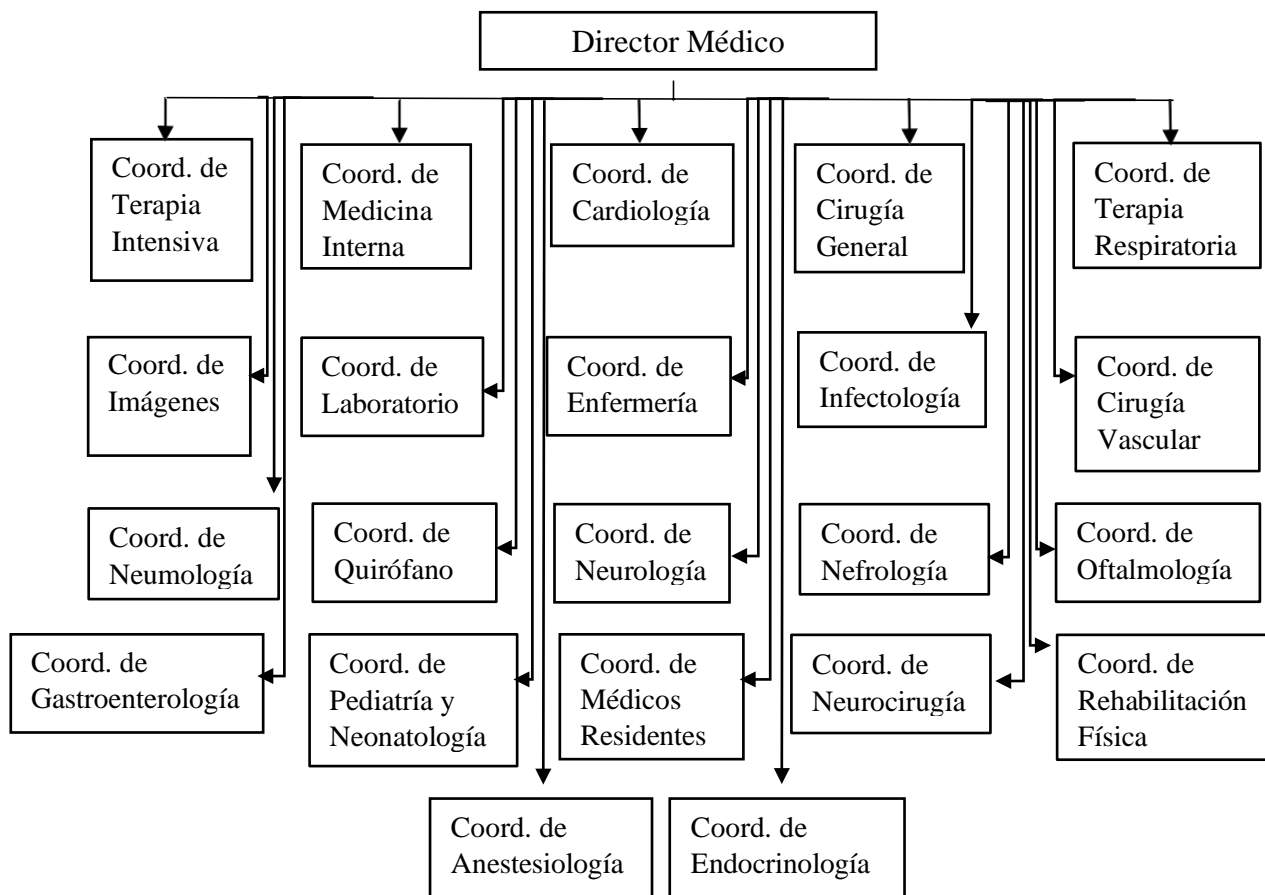 Director Médico
Coord. de
Terapia
Intensiva
Coord. de
Medicina
Interna
Coord. de
Cardiología
Coord. de
Cirugía
General
Coord. de
Terapia
Respiratoria
Coord. de
Imágenes
Coord. de
Laboratorio
Coord. de
Enfermería
Coord. de
Infectología
Coord. de
Cirugía
Vascular
Coord. de
Neumología
Coord. de
Quirófano
Coord. de
Neurología
Coord. de
Nefrología
Coord. de
Oftalmología
Coord. de
Gastroenterología
Coord. de
Pediatría y
Neonatología
Coord. de
Médicos
Residentes
Coord. de
Neurocirugía
Coord. de
Rehabilitación
Física
Coord. de
Anestesiología
Coord. de
Endocrinología